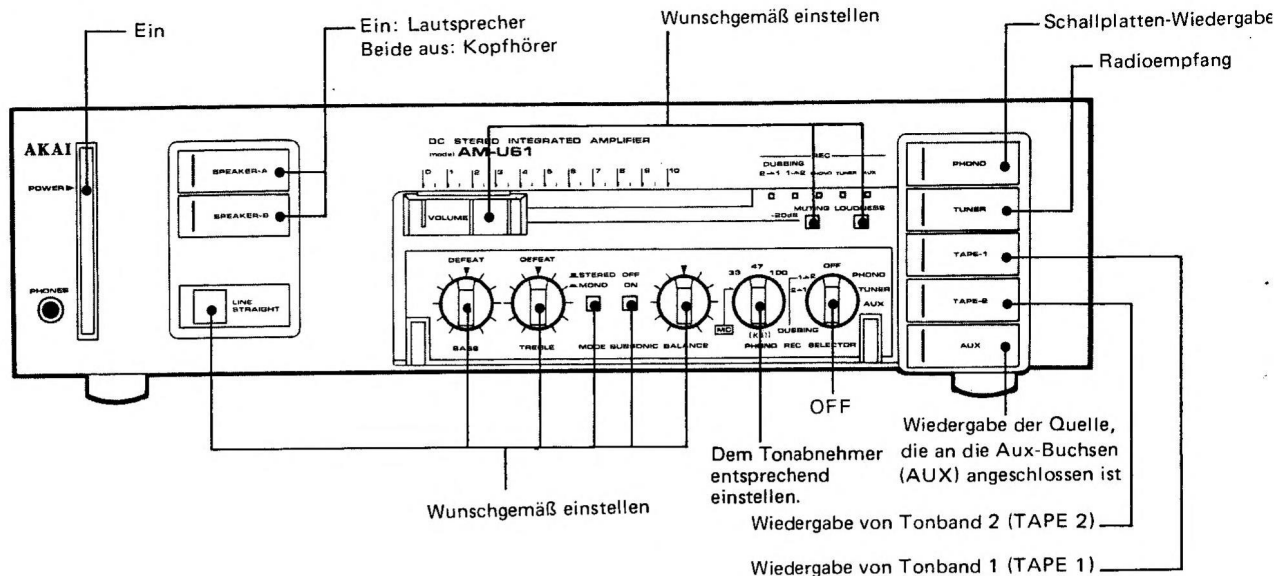 Ein
Ein: Lautsprecher
Beide aus: Kopfhörer
Wunschgemäß einstellen
Schallplatten-Wiedergabe
Radioempfang
AKAI
POWER
PHONES
SPEAKER-A
SPEAKER-B
LINE
STRAIGHT
DC STEREO INTEGRATED AMPLIFIER
model AM-U61
0 1 2 3 4 5 6 7 8 9 10
REC
DUBBING
2→1 1→2 PHONO TUNER AUX
VOLUME
-20dB MUTING LOUDNESS
DEFEAT DEFEAT
STEREO OFF
MONO ON
33 47 100
MC
(KΩ)
OFF
1→2 PHONO
2→1 TUNER
AUX
DUBBING
BASS TREBLE MODE SUBSONIC BALANCE PHONO REC SELECTOR
PHONO
TUNER
TAPE-1
TAPE-2
AUX
OFF
Dem Tonabnehmer
entsprechend
einstellen.
Wiedergabe der Quelle,
die an die Aux-Buchsen
(AUX) angeschlossen ist
Wunschgemäß einstellen
Wiedergabe von Tonband 2 (TAPE 2)
Wiedergabe von Tonband 1 (TAPE 1)